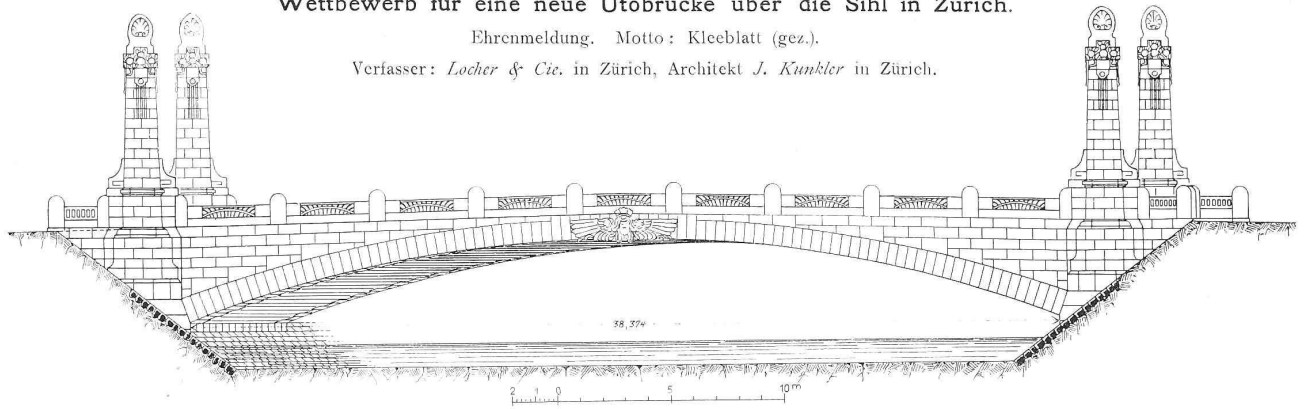 Wettbewerb für eine neue Utobrücke über die Sihl in Zürich.
Ehrenmeldung. Motto: Kleeblatt (gez.).
Verfasser: Locher & Cie. in Zürich, Architekt J. Kunkler in Zürich.
38,374
2 1 0 5 10 m